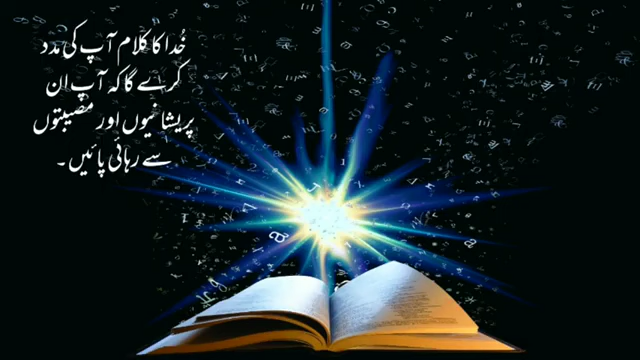 خُدا کا کلام آپ کی مدد
کرے گا کہ آپ ان
پریشانیوں اور مصیبتوں
سے رہائی پائیں۔